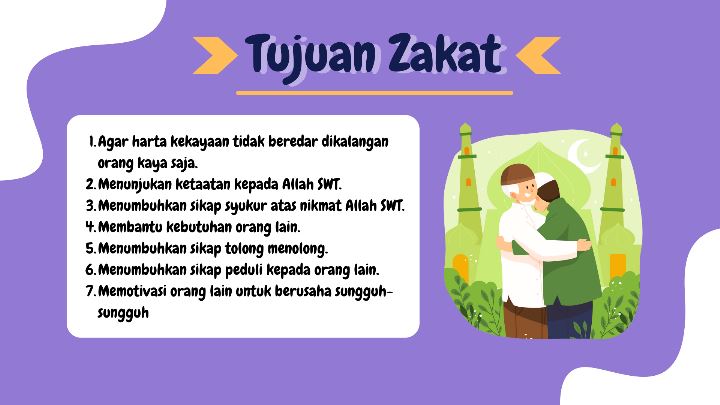 Tujuan Zakat
1. Agar harta kekayaan tidak beredar dikalangan
orang kaya saja.
2. Menunjukan ketaatan kepada Allah SWT.
3. Menumbuhkan sikap syukur atas nikmat Allah SWT.
4. Membantu kebutuhan orang lain.
5. Menumbuhkan sikap tolong menolong.
6. Menumbuhkan sikap peduli kepada orang lain.
7. Memotivasi orang lain untuk berusaha sungguh-
sungguh